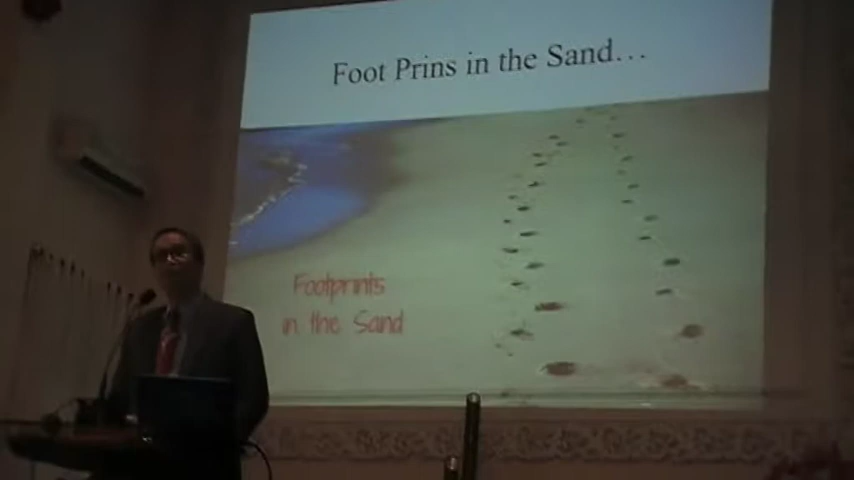 Foot Prins in the Sand…
Footprints
in the Sand